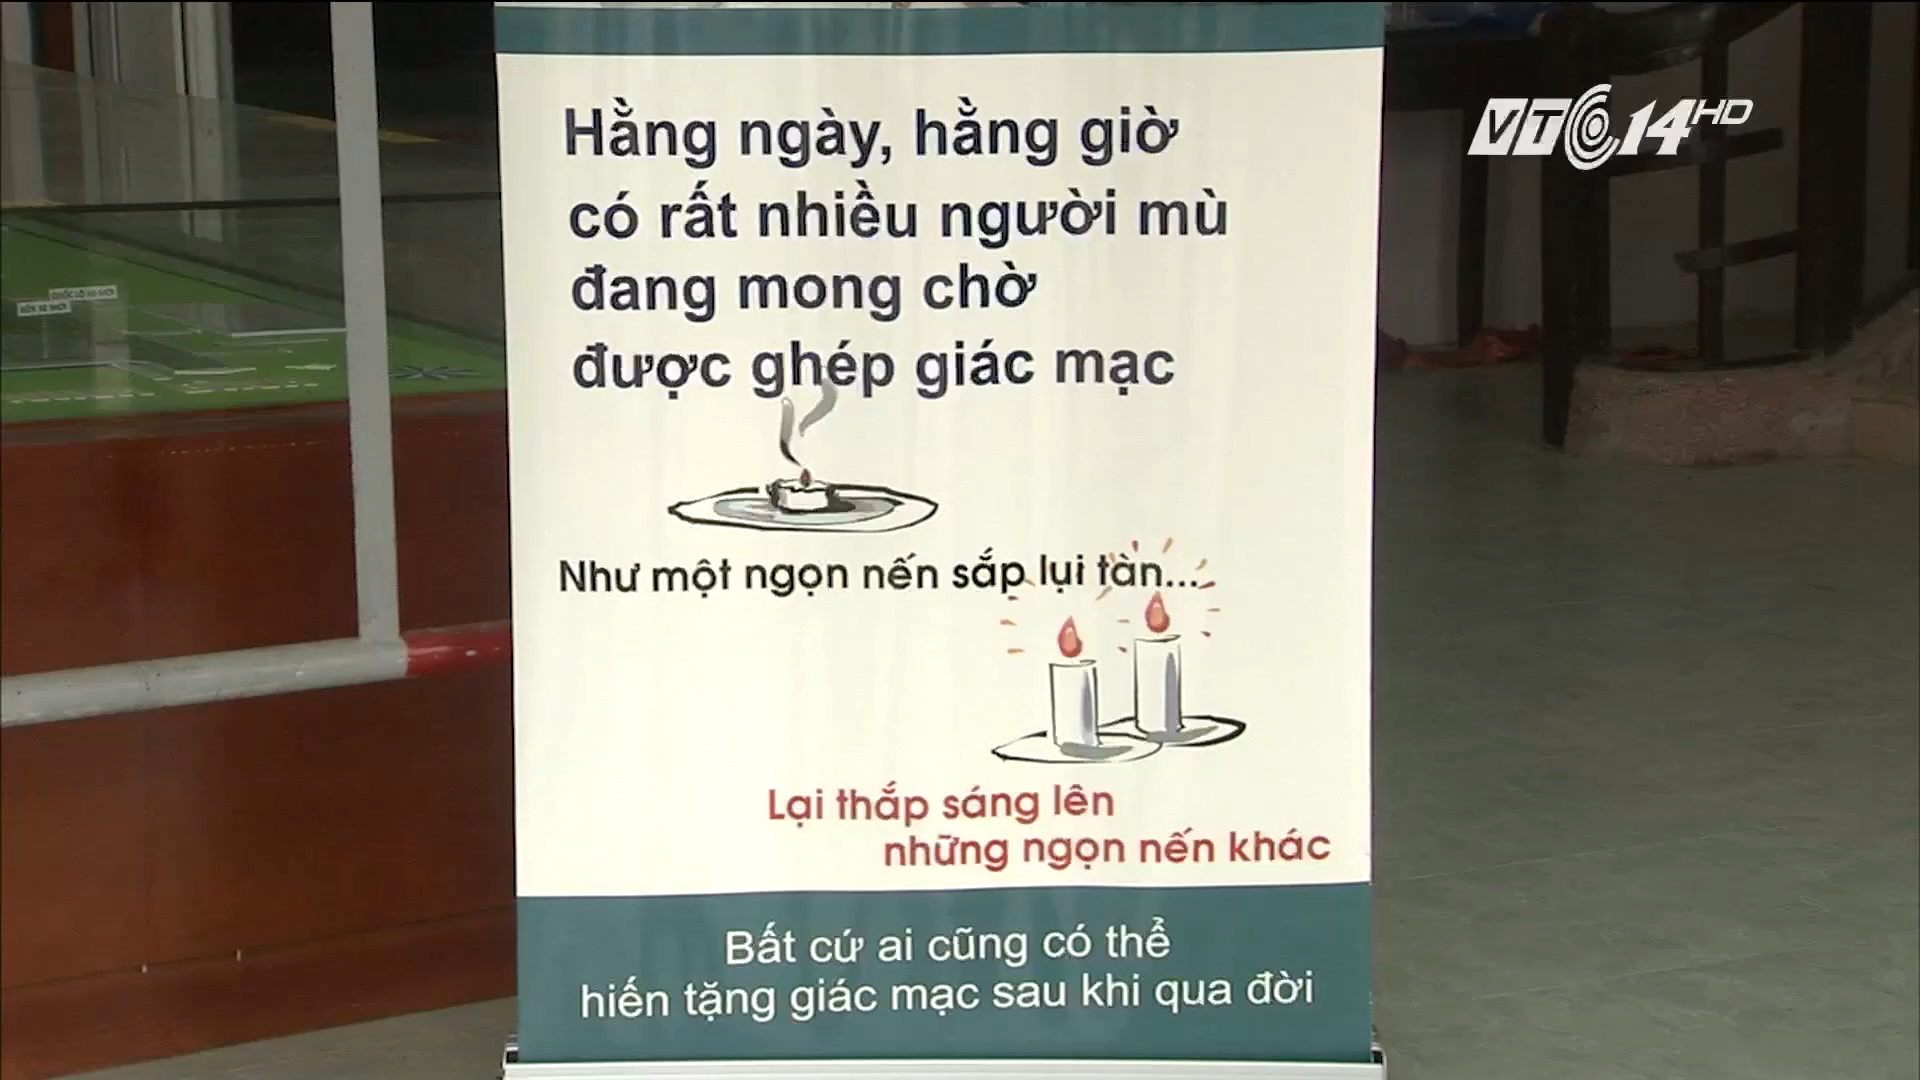 VTC14 HD
Hằng ngày, hằng giờ
có rất nhiều người mù
đang mong chờ
được ghép giác mạc
Như một ngọn nến sắp lụi tàn...
Lại thắp sáng lên
những ngọn nến khác
Bất cứ ai cũng có thể
hiến tặng giác mạc sau khi qua đời